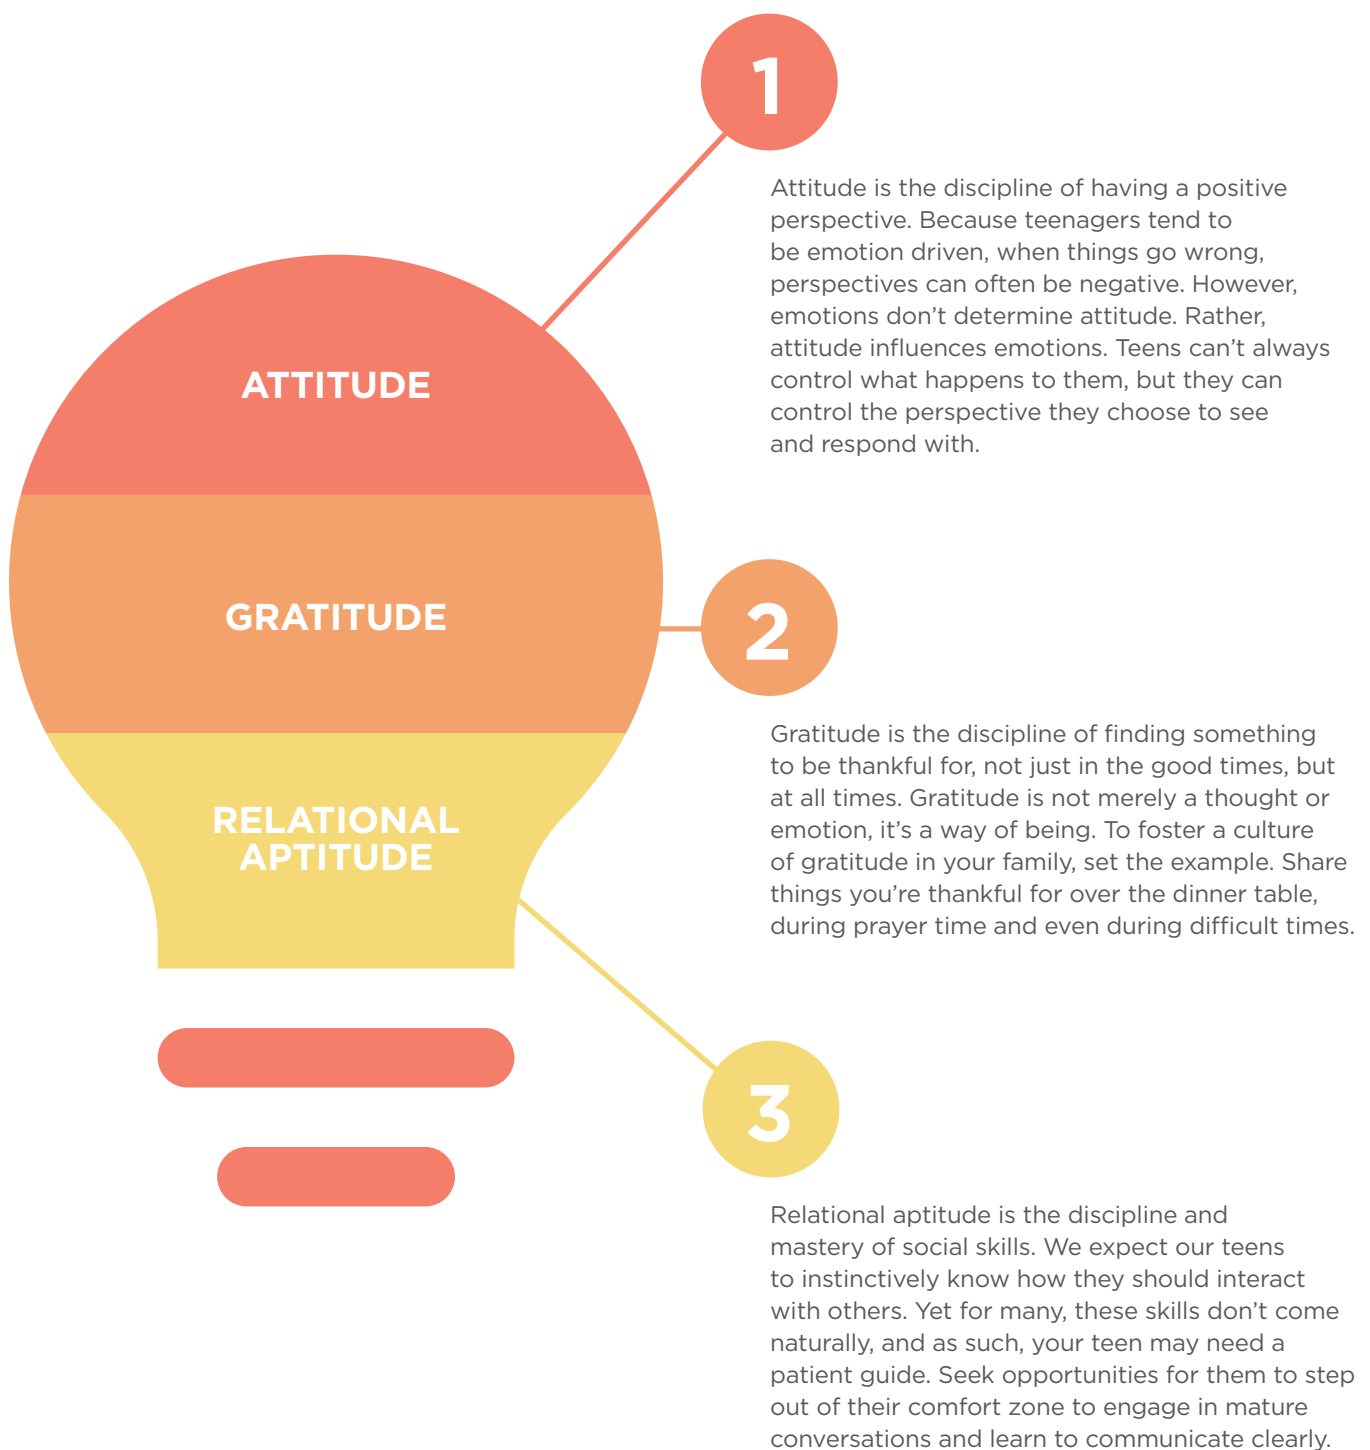 1
Attitude is the discipline of having a positive
perspective. Because teenagers tend to
be emotion driven, when things go wrong,
perspectives can often be negative. However,
emotions don’t determine attitude. Rather,
attitude influences emotions. Teens can’t always
control what happens to them, but they can
control the perspective they choose to see
and respond with.
ATTITUDE
GRATITUDE
2
Gratitude is the discipline of finding something
to be thankful for, not just in the good times, but
at all times. Gratitude is not merely a thought or
emotion, it’s a way of being. To foster a culture
of gratitude in your family, set the example. Share
things you’re thankful for over the dinner table,
during prayer time and even during difficult times.
RELATIONAL
APTITUDE
3
Relational aptitude is the discipline and
mastery of social skills. We expect our teens
to instinctively know how they should interact
with others. Yet for many, these skills don’t come
naturally, and as such, your teen may need a
patient guide. Seek opportunities for them to step
out of their comfort zone to engage in mature
conversations and learn to communicate clearly.